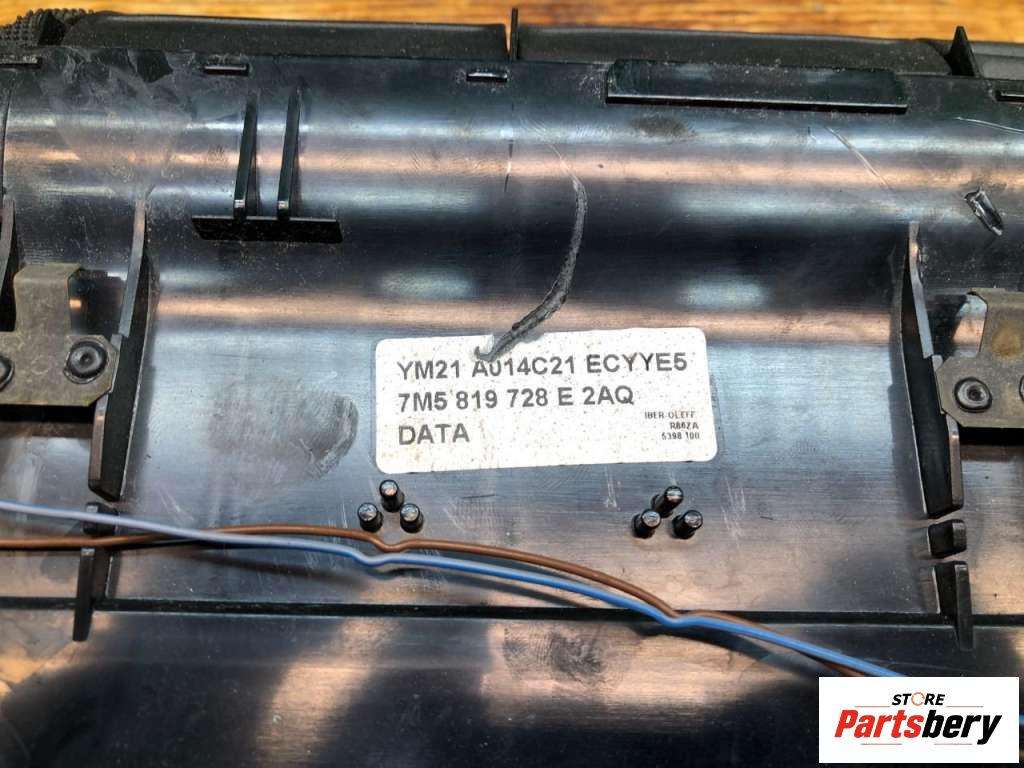 YM21 A014C21 ECYYE5
7M5 819 728 E 2AQ
DATA
IBER OLEFF
R86ZA
5398 100
STORE
Partsbery